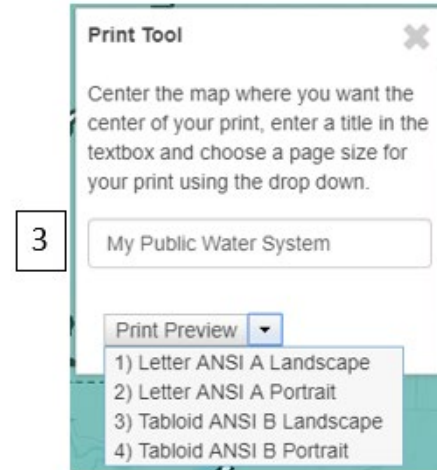 Print Tool
Center the map where you want the
center of your print, enter a title in the
textbox and choose a page size for
your print using the drop down.
3
My Public Water System
Print Preview
1) Letter ANSI A Landscape
2) Letter ANSI A Portrait
3) Tabloid ANSI B Landscape
4) Tabloid ANSI B Portrait